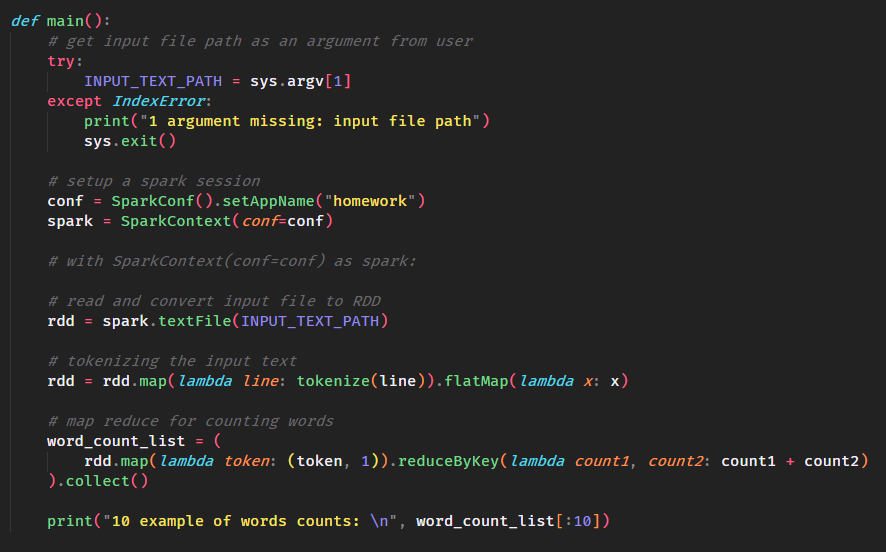 def main():
    # get input file path as an argument from user
    try:
        INPUT_TEXT_PATH = sys.argv[1]
    except IndexError:
        print("1 argument missing: input file path")
        sys.exit()

    # setup a spark session
    conf = SparkConf().setAppName("homework")
    spark = SparkContext(conf=conf)

    # with SparkContext(conf=conf) as spark:

    # read and convert input file to RDD
    rdd = spark.textFile(INPUT_TEXT_PATH)

    # tokenizing the input text
    rdd = rdd.map(lambda line: tokenize(line)).flatMap(lambda x: x)

    # map reduce for counting words
    word_count_list = (
        rdd.map(lambda token: (token, 1)).reduceByKey(lambda count1, count2: count1 + count2)
    ).collect()

    print("10 example of words counts: \n", word_count_list[:10])